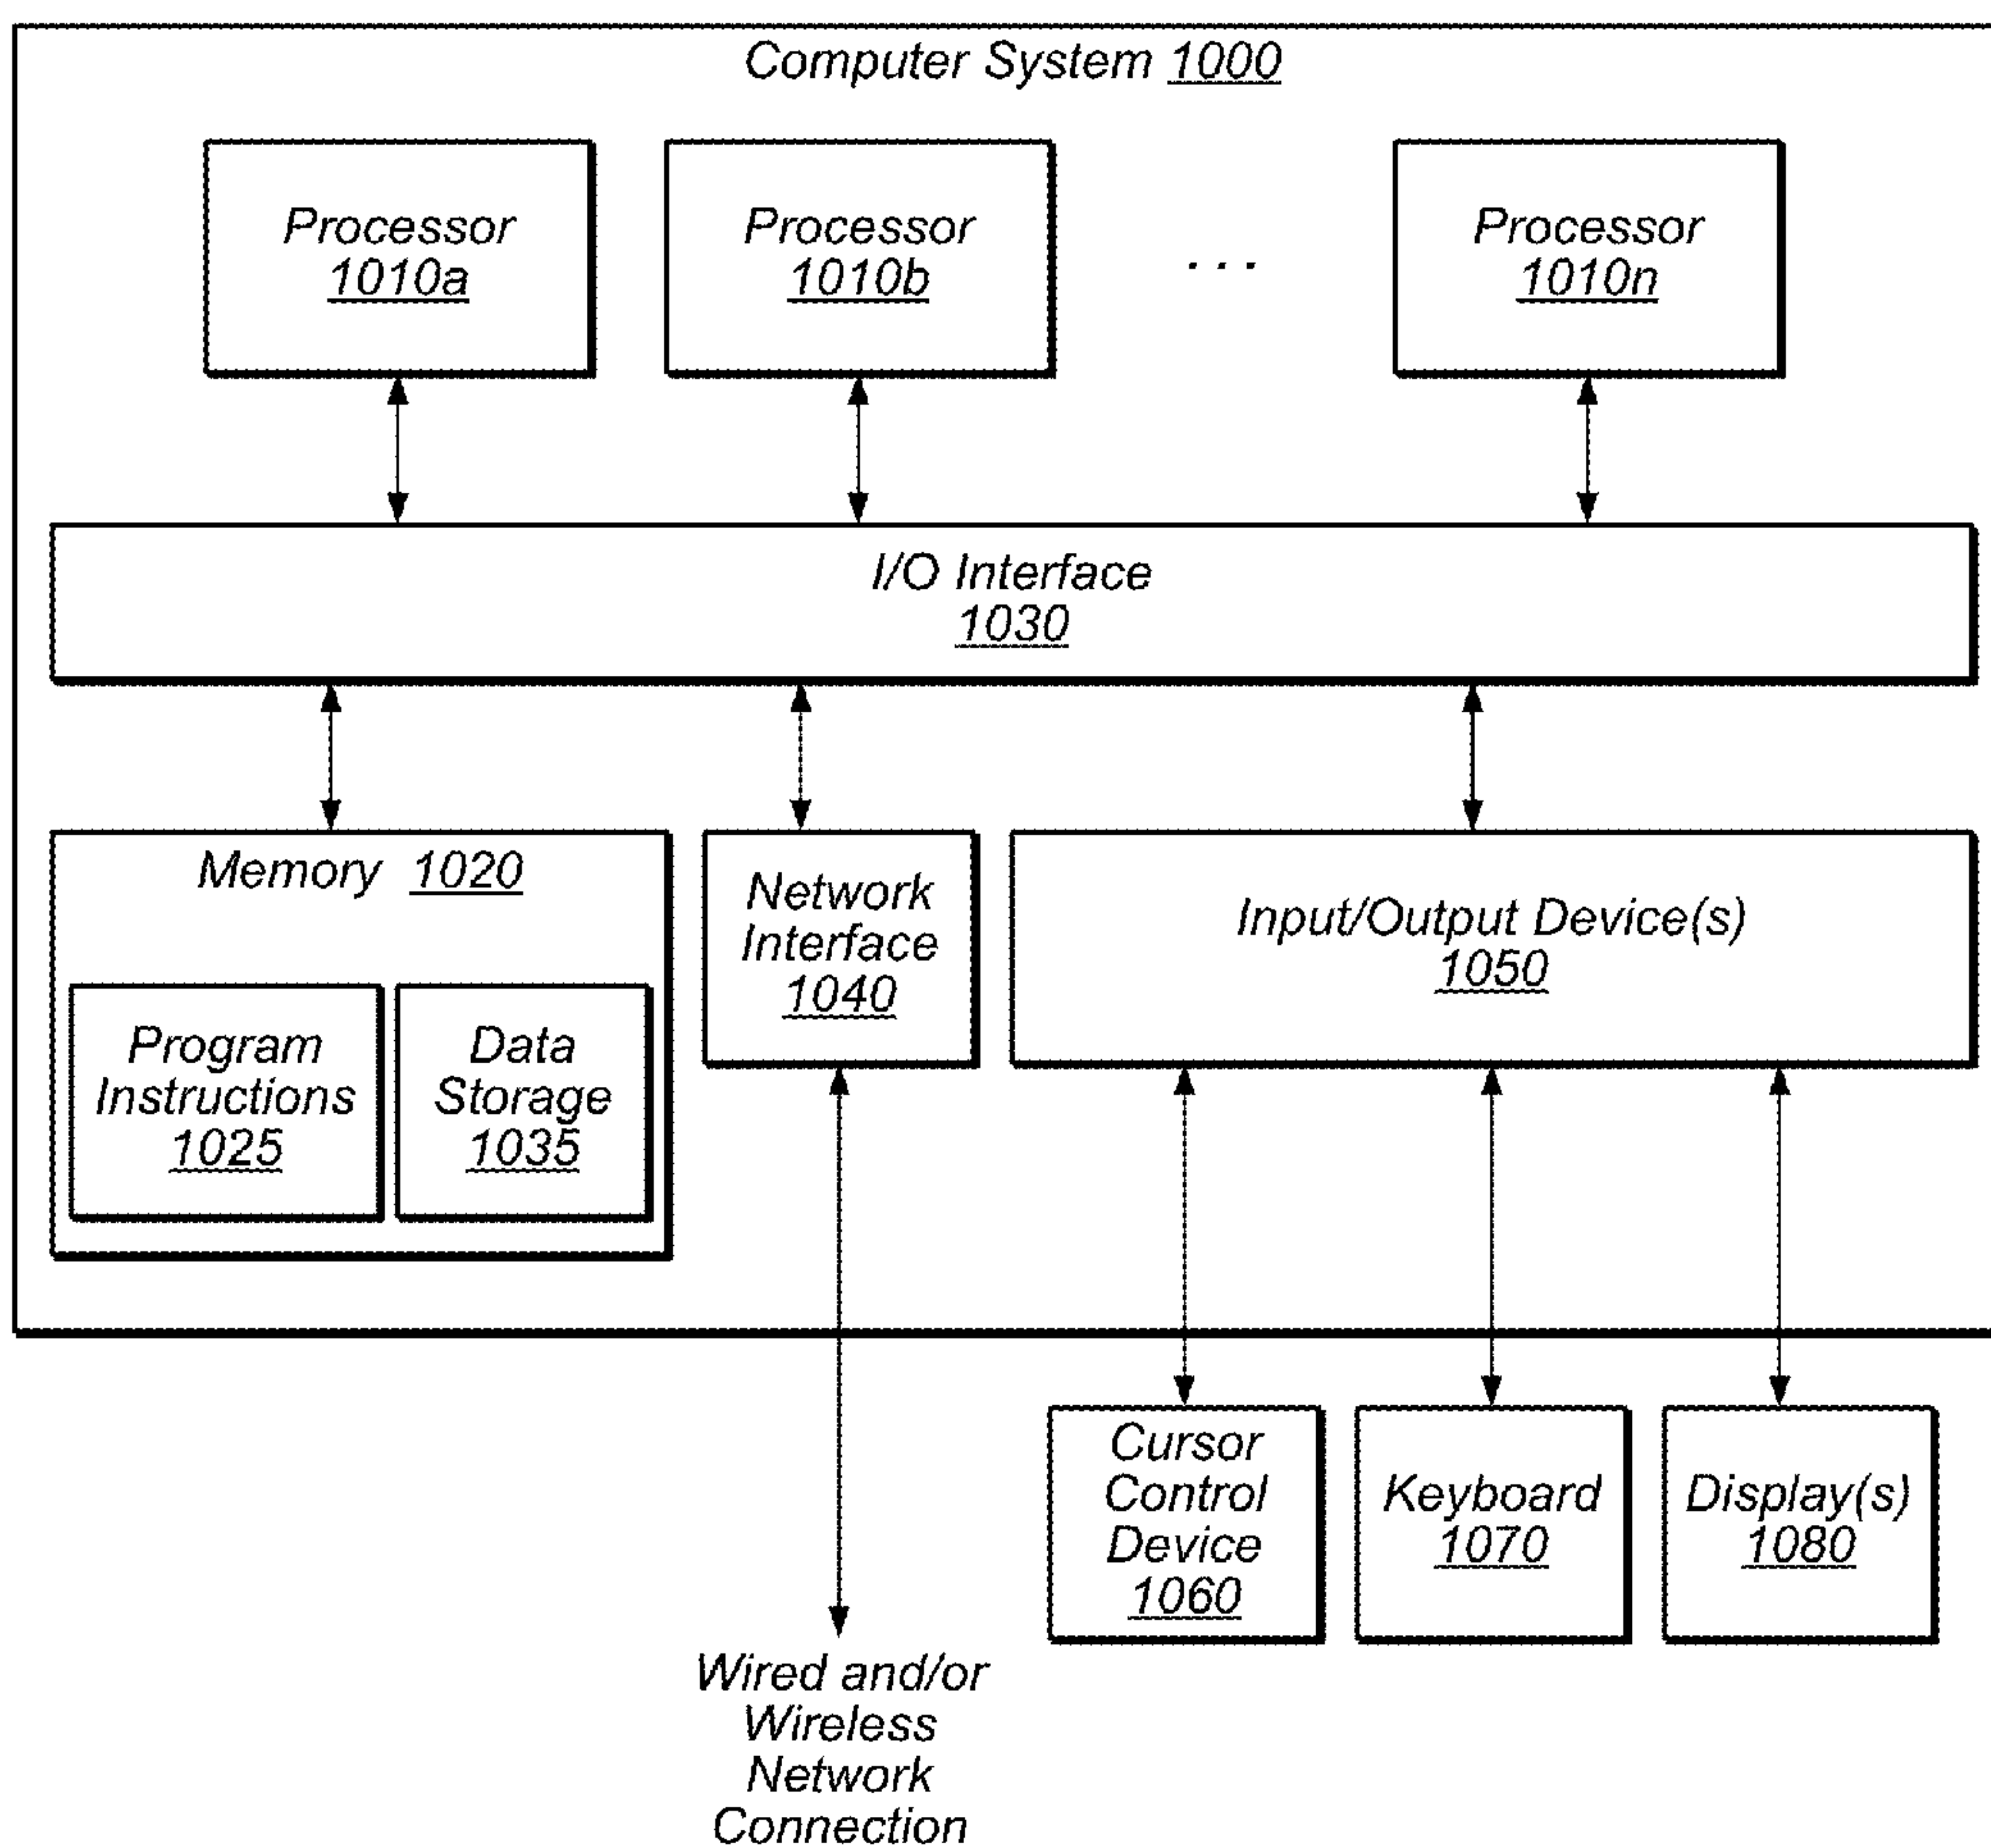 Computer System 1000
Processor
1010a
Processor
1010b
. . .
Processor
1010n
I/O Interface
1030
Memory 1020
Program
Instructions
1025
Data
Storage
1035
Network
Interface
1040
Input/Output Device(s)
1050
Cursor
Control
Device
1060
Keyboard
1070
Display(s)
1080
Wired and/or
Wireless
Network
Connection